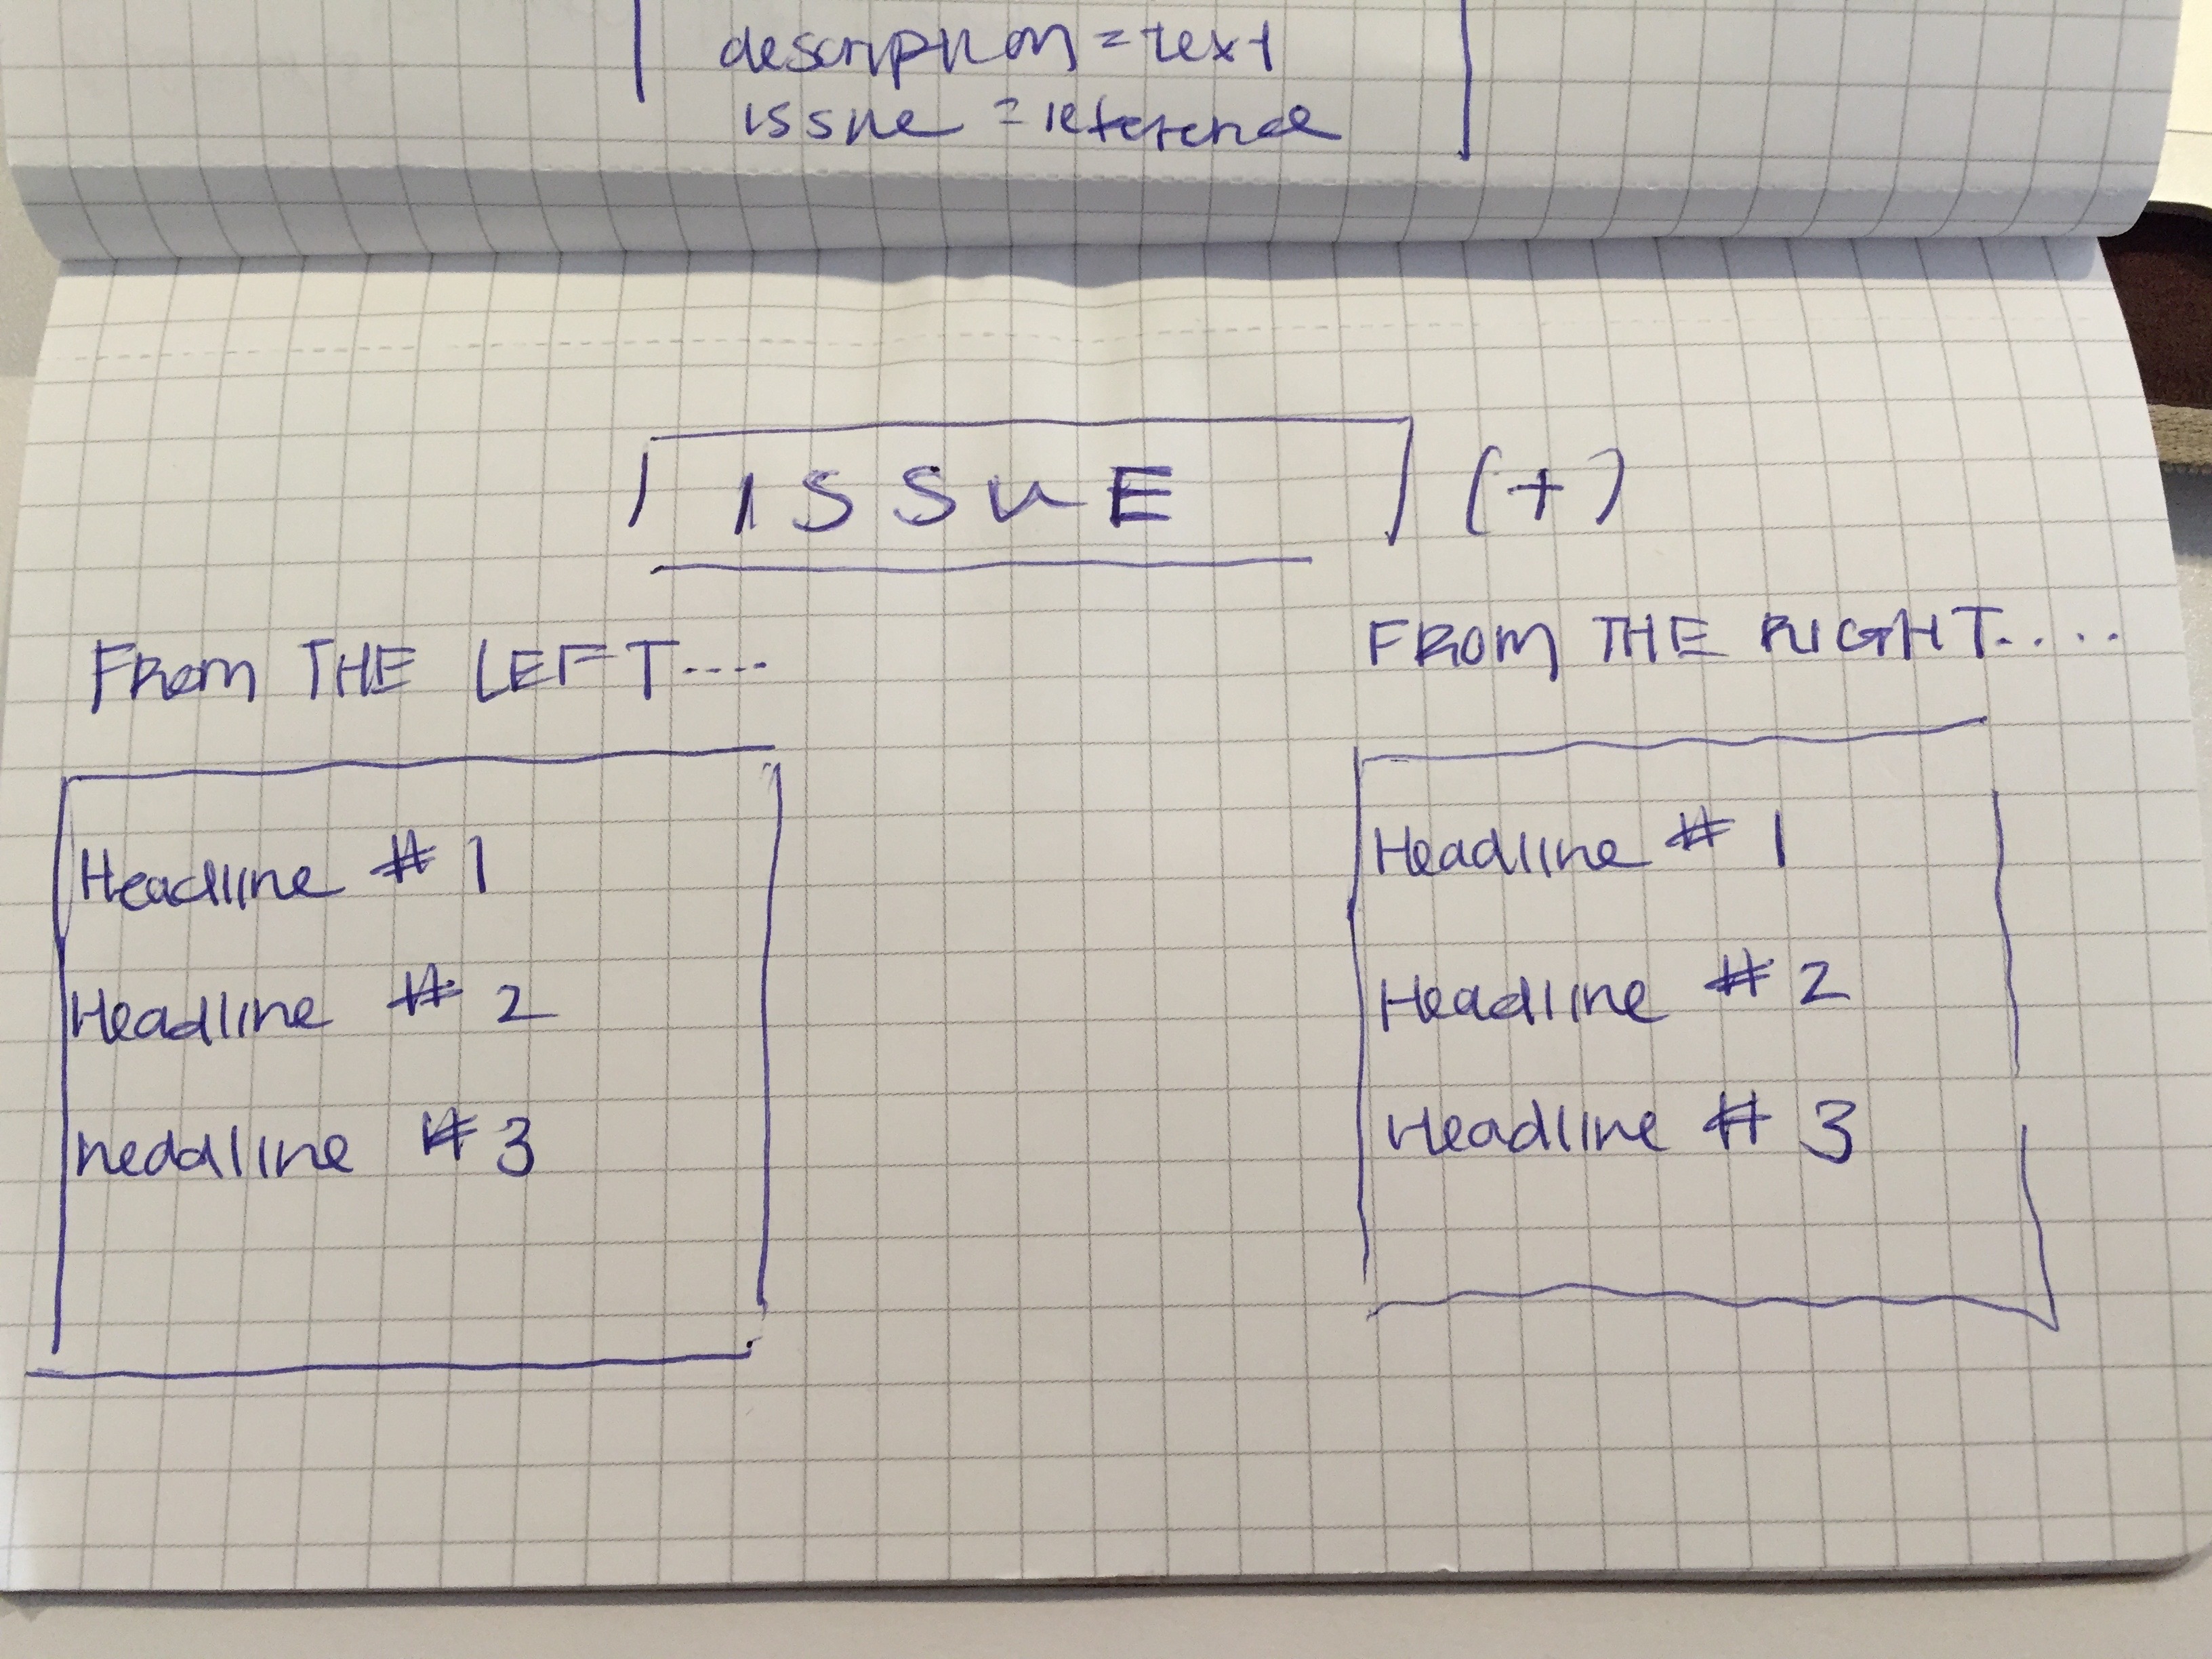 description = text
issue = reference
ISSUE (+)
FROM THE LEFT....
FROM THE RIGHT.....
Headline # 1
Headline # 2
headline # 3
Headline # 1
Headline # 2
Headline # 3